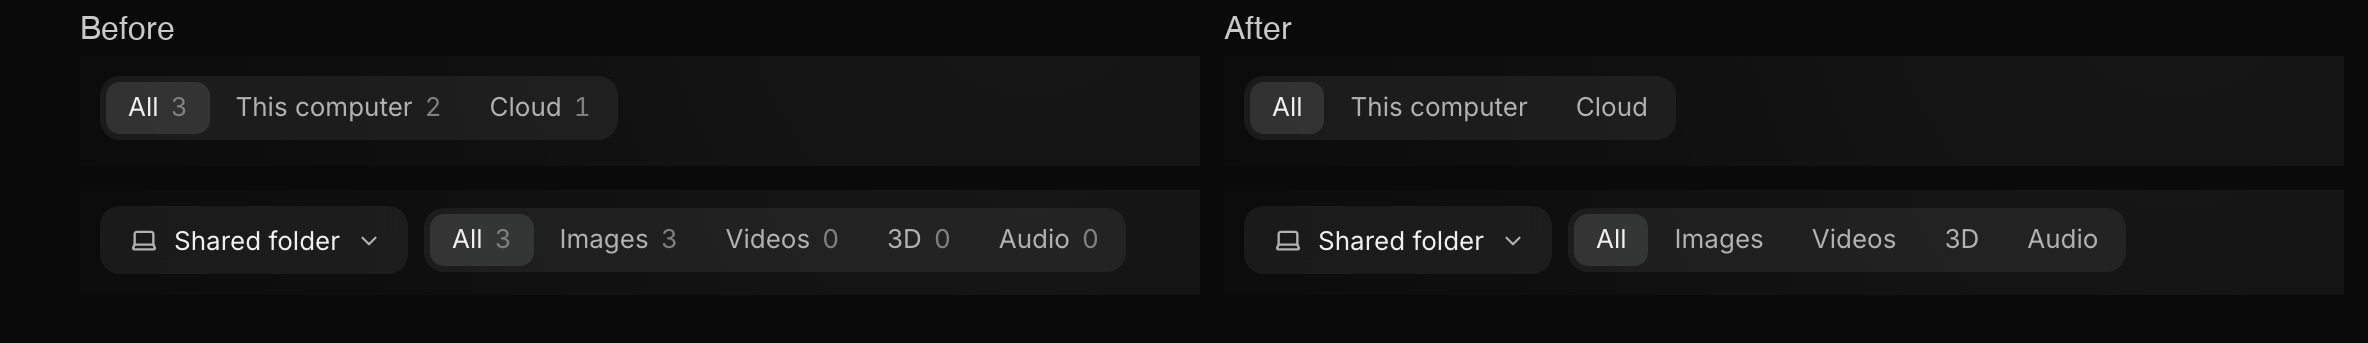 Before
All 3 This computer 2 Cloud 1
Shared folder All 3 Images 3 Videos 0 3D 0 Audio 0
After
All This computer Cloud
Shared folder All Images Videos 3D Audio